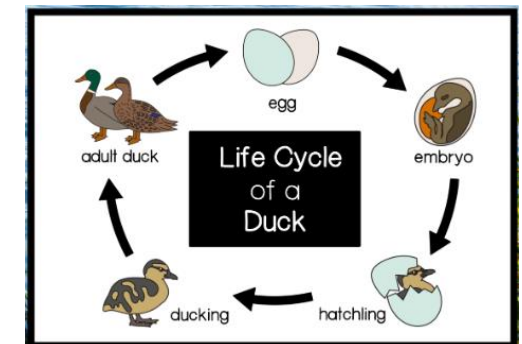 egg
adult duck
embryo
Life Cycle
of a
Duck
ducking
hatchling